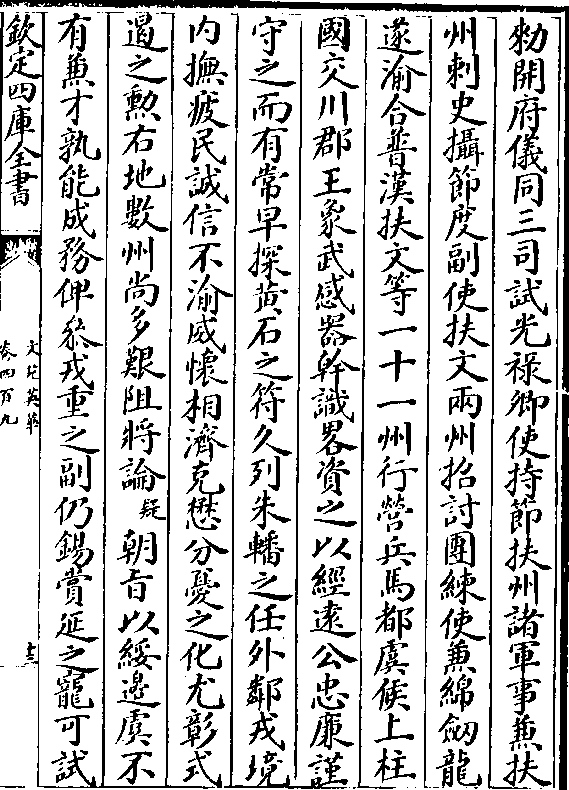 勑開府儀同三司試光禄卿使持節扶州諸軍事兼扶
州刺史攝節度副使扶文兩州招討團練使兼綿劒龍
遂渝合普漢扶文等一十一州行營兵馬都虞候上柱
國交川郡王象武感器幹識畧資之以經遠公忠廉謹
守之而有常早探黄石之符久列朱轓之任外鄰戎境
内撫疲民誠信不渝威懷相濟克懋分憂之化尤彰式
遏之勲右地數州尚多艱阻將論疑朝旨以綏邊虞不
有兼才孰能成務俾叅戎重之副仍錫賞延之寵可試
欽定四庫全書
文苑英華
卷四百九
十三